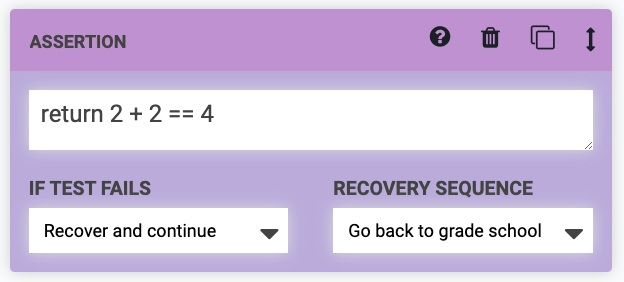 ASSERTION
return 2 + 2 == 4
IF TEST FAILS
RECOVERY SEQUENCE
Recover and continue
Go back to grade school